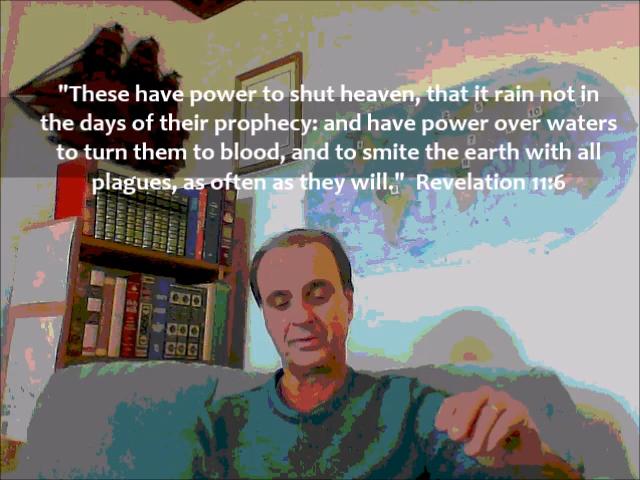 "These have power to shut heaven, that it rain not in
the days of their prophecy: and have power over waters
to turn them to blood, and to smite the earth with all
plagues, as often as they will." Revelation 11:6